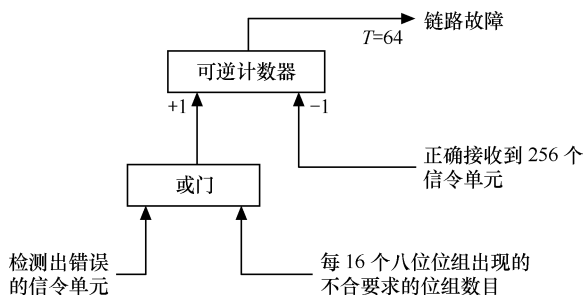 链路故障
T=64
可逆计数器
+1
−1
正确接收到 256 个
信令单元
或门
检测出错误
的信令单元
每 16 个八位位组出现的
不合要求的位组数目